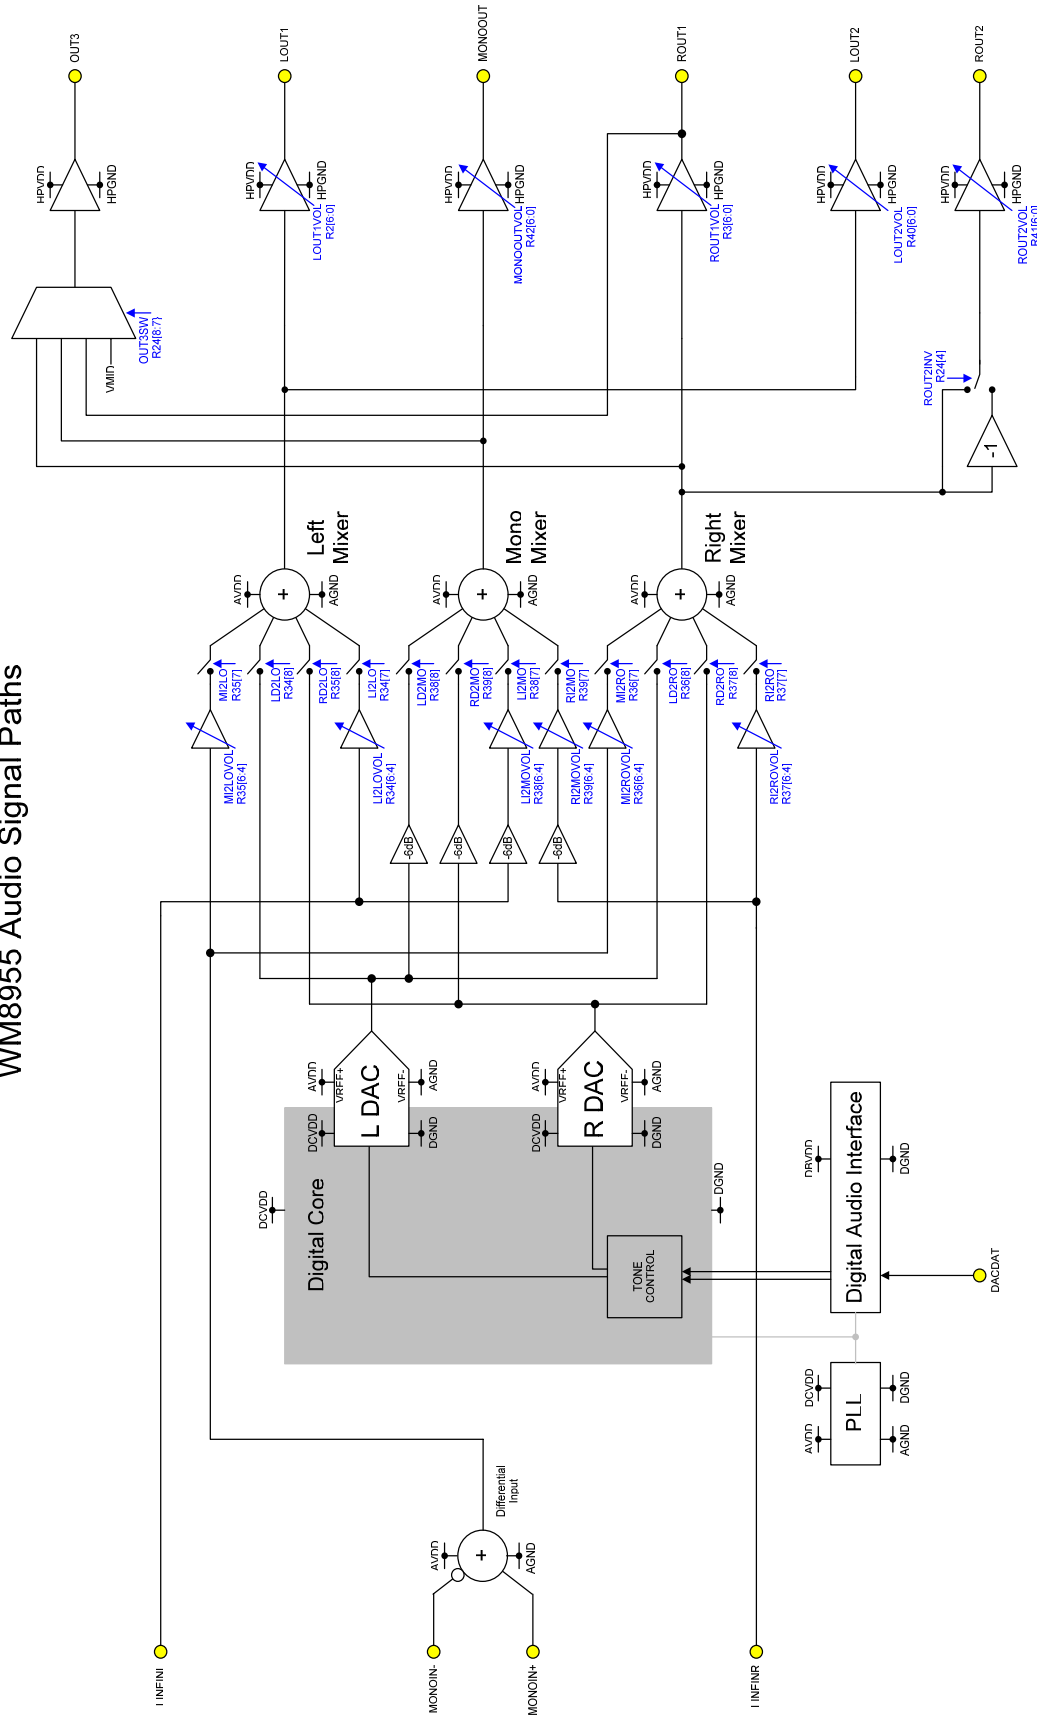 WM8955 Audio Signal Paths
OUT3
LOUT1
MONOOUT
ROUT1
LOUT2
ROUT2
HPVDD
HPGND
HPVDD
HPGND
LOUT1VOL
R2[6:0]
HPVDD
HPGND
MONOOUTVOL
R42[6:0]
HPVDD
HPGND
ROUT1VOL
R3[6:0]
HPVDD
HPGND
LOUT2VOL
R40[6:0]
HPVDD
HPGND
ROUT2VOL
R41[6:0]
OUT3SW
R24[8:7]
VMID
ROUT2INV
R24[4]
-1
Left
Mixer
Mono
Mixer
Right
Mixer
AVDD
+
AGND
AVDD
+
AGND
AVDD
+
AGND
MI2LO
R35[7]
LD2LO
R34[8]
RD2LO
R35[8]
LI2LO
R34[7]
LD2MO
R38[8]
RD2MO
R39[8]
LI2MO
R38[7]
RI2MO
R39[7]
MI2RO
R36[7]
LD2RO
R36[8]
RD2RO
R37[8]
RI2RO
R37[7]
MI2LOVOL
R35[6:4]
LI2LOVOL
R34[6:4]
LI2MOVOL
R38[6:4]
RI2MOVOL
R39[6:4]
MI2ROVOL
R36[6:4]
RI2ROVOL
R37[6:4]
-6dB
-6dB
-6dB
-6dB
AVDD
VREF+
L DAC
VREF-
AGND
DCVDD
DGND
AVDD
VREF+
R DAC
VREF-
AGND
DCVDD
DGND
DCVDD
Digital Core
DGND
TONE
CONTROL
DBVDD
Digital Audio Interface
DGND
DACDAT
DCVDD
DGND
AVDD
PLL
AGND
Differential
Input
AVDD
+
AGND
LINEINL
MONOIN-
MONOIN+
LINEINR